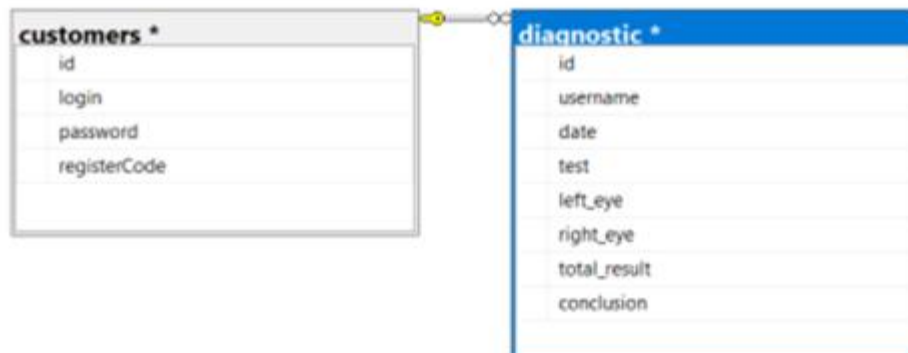 customers *
id
login
password
registerCode
diagnostic *
id
username
date
test
left_eye
right_eye
total_result
conclusion